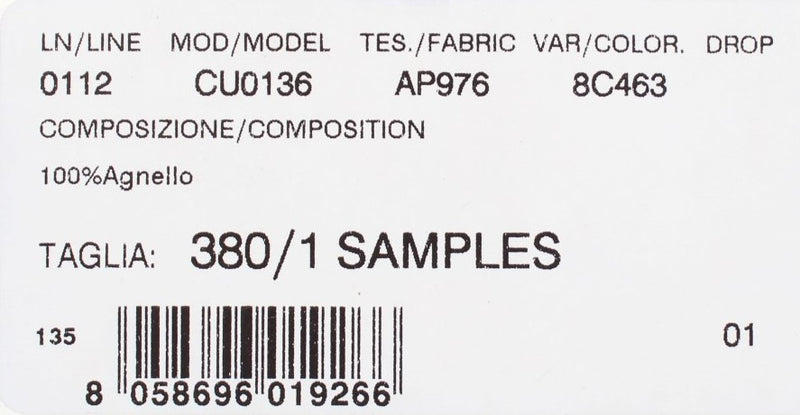 LN/LINE MOD/MODEL TES./FABRIC VAR/COLOR. DROP
0112 CU0136 AP976 8C463
COMPOSIZIONE/COMPOSITION
100%Agnello
TAGLIA: 380/1 SAMPLES
135 01
8 058696 019266